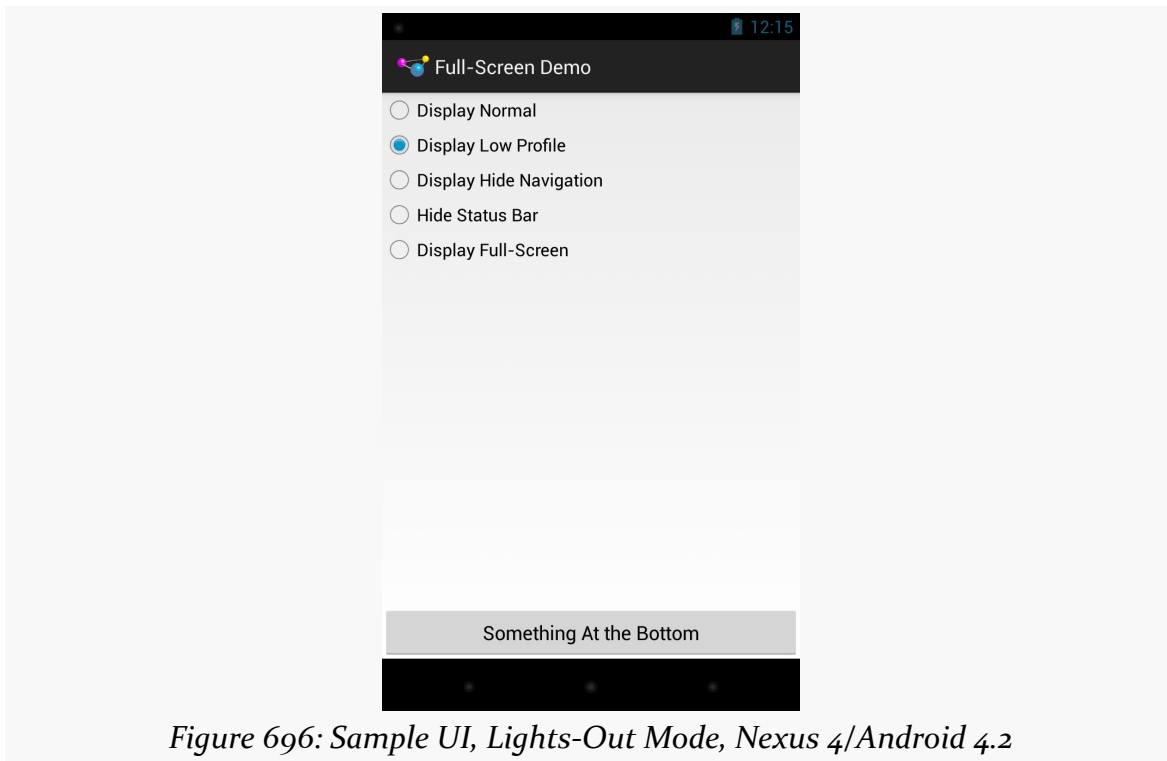 12:15
Full-Screen Demo
Display Normal
Display Low Profile
Display Hide Navigation
Hide Status Bar
Display Full-Screen
Something At the Bottom
Figure 696: Sample UI, Lights-Out Mode, Nexus 4/Android 4.2